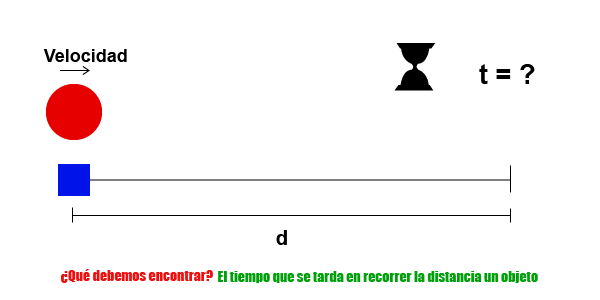 Velocidad
t = ?
d
¿Qué debemos encontrar? El tiempo que se tarda en recorrer la distancia un objeto